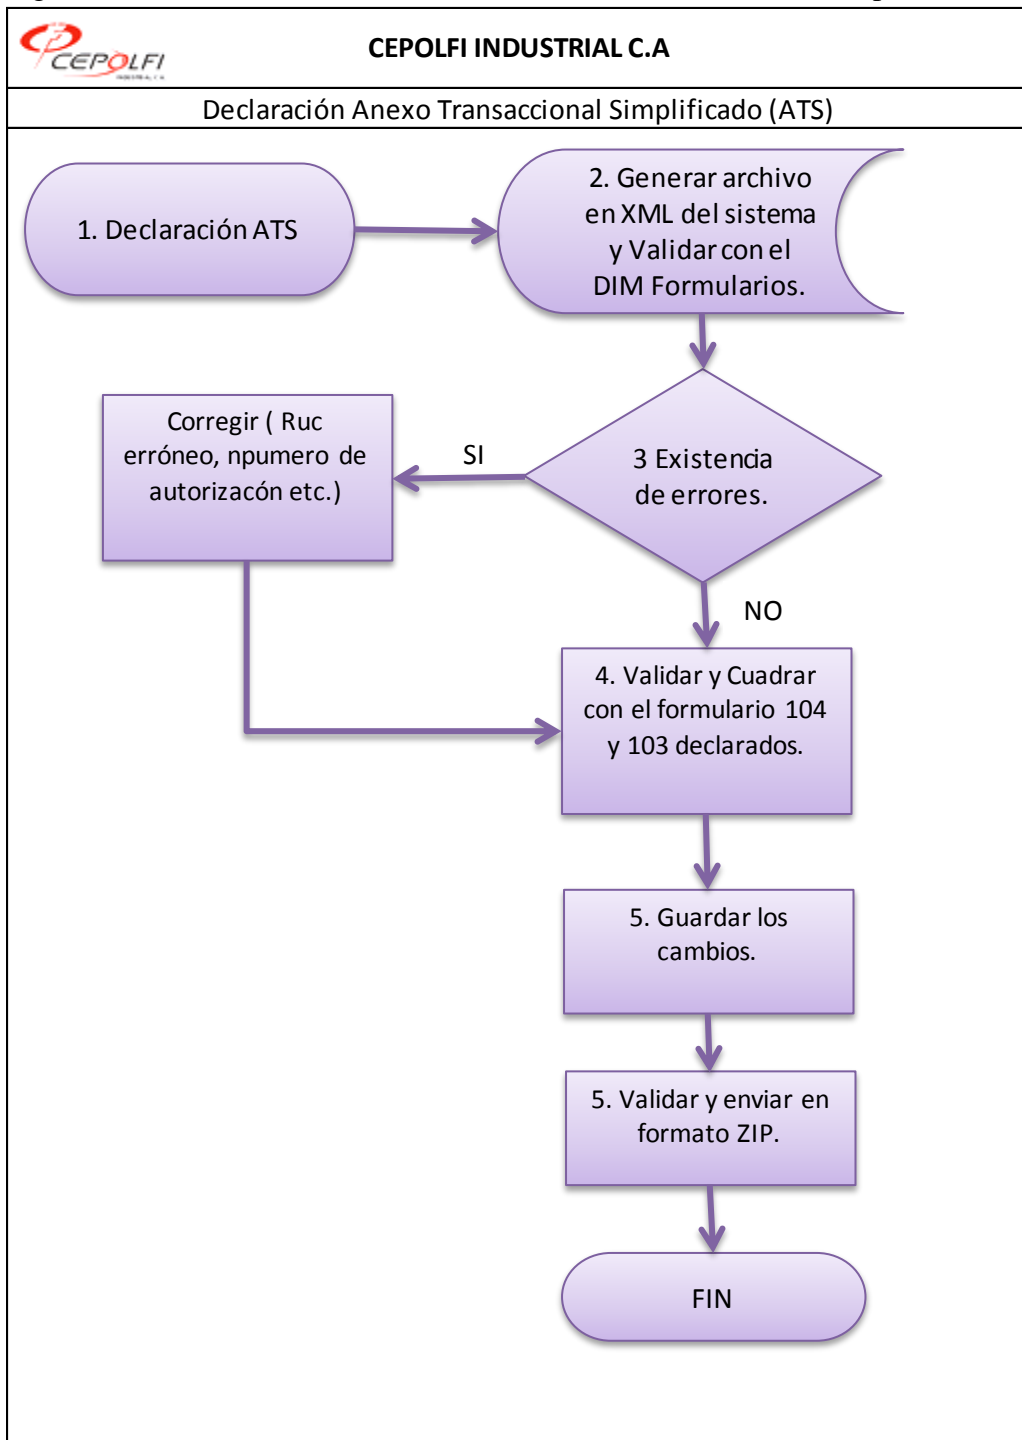 CEPOLFI
INDUSTRIAL, C.A
CEPOLFI INDUSTRIAL C.A
Declaración Anexo Transaccional Simplificado (ATS)
1. Declaración ATS
2. Generar archivo
en XML del sistema
y Validar con el
DIM Formularios.
Corregir ( Ruc
erróneo, npumero de
autorizacón etc.)
SI
3 Existencia
de errores.
NO
4. Validar y Cuadrar
con el formulario 104
y 103 declarados.
5. Guardar los
cambios.
5. Validar y enviar en
formato ZIP.
FIN